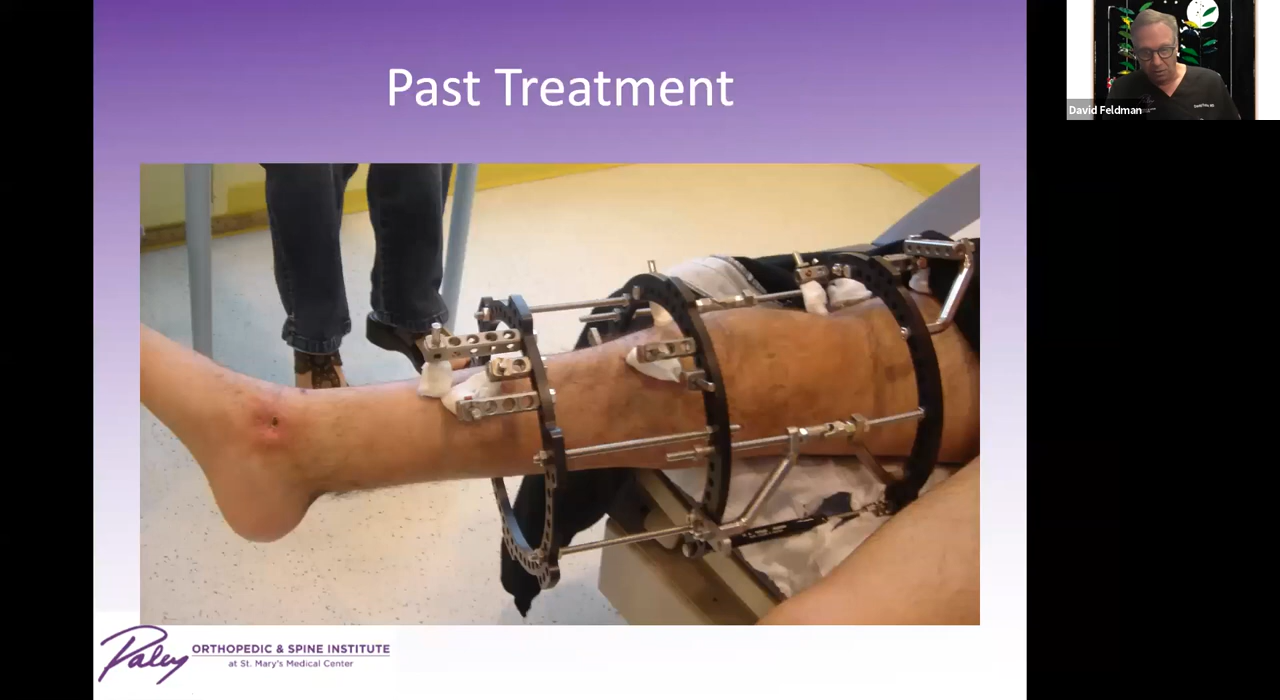 Past Treatment
David Feldman
Paley
ORTHOPEDIC & SPINE INSTITUTE
at St. Mary's Medical Center